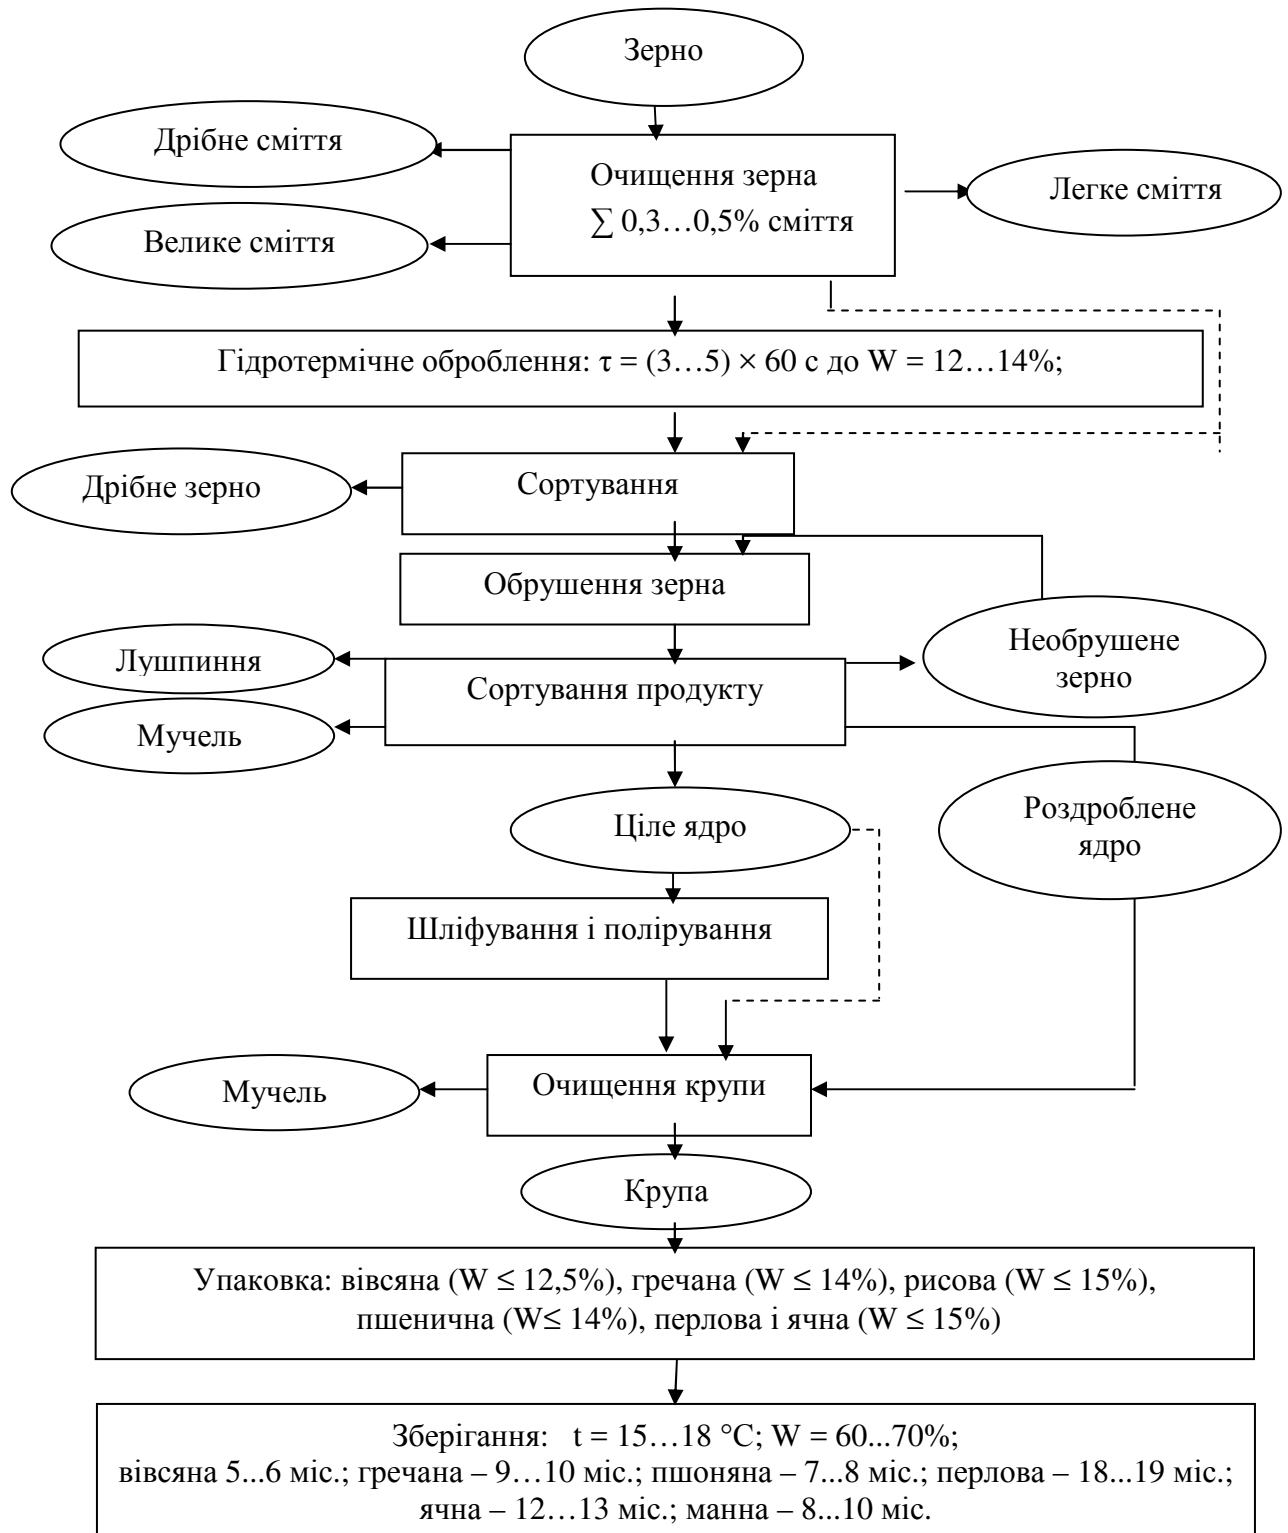 Зерно
Дрібне сміття
Очищення зерна
∑ 0,3…0,5% сміття
Легке сміття
Велике сміття
Гідротермічне оброблення: τ = (3…5) × 60 с до W = 12…14%;
Дрібне зерно
Сортування
Обрушення зерна
Необрушене
зерно
Лушпиння
Сортування продукту
Мучель
Ціле ядро
Роздроблене
ядро
Шліфування і полірування
Мучель
Очищення крупи
Крупа
Упаковка: вівсяна (W ≤ 12,5%), гречана (W ≤ 14%), рисова (W ≤ 15%),
пшенична (W≤ 14%), перлова і ячна (W ≤ 15%)
Зберігання: t = 15…18 °С; W = 60...70%;
вівсяна 5...6 міс.; гречана – 9…10 міс.; пшоняна – 7...8 міс.; перлова – 18...19 міс.;
ячна – 12…13 міс.; манна – 8...10 міс.